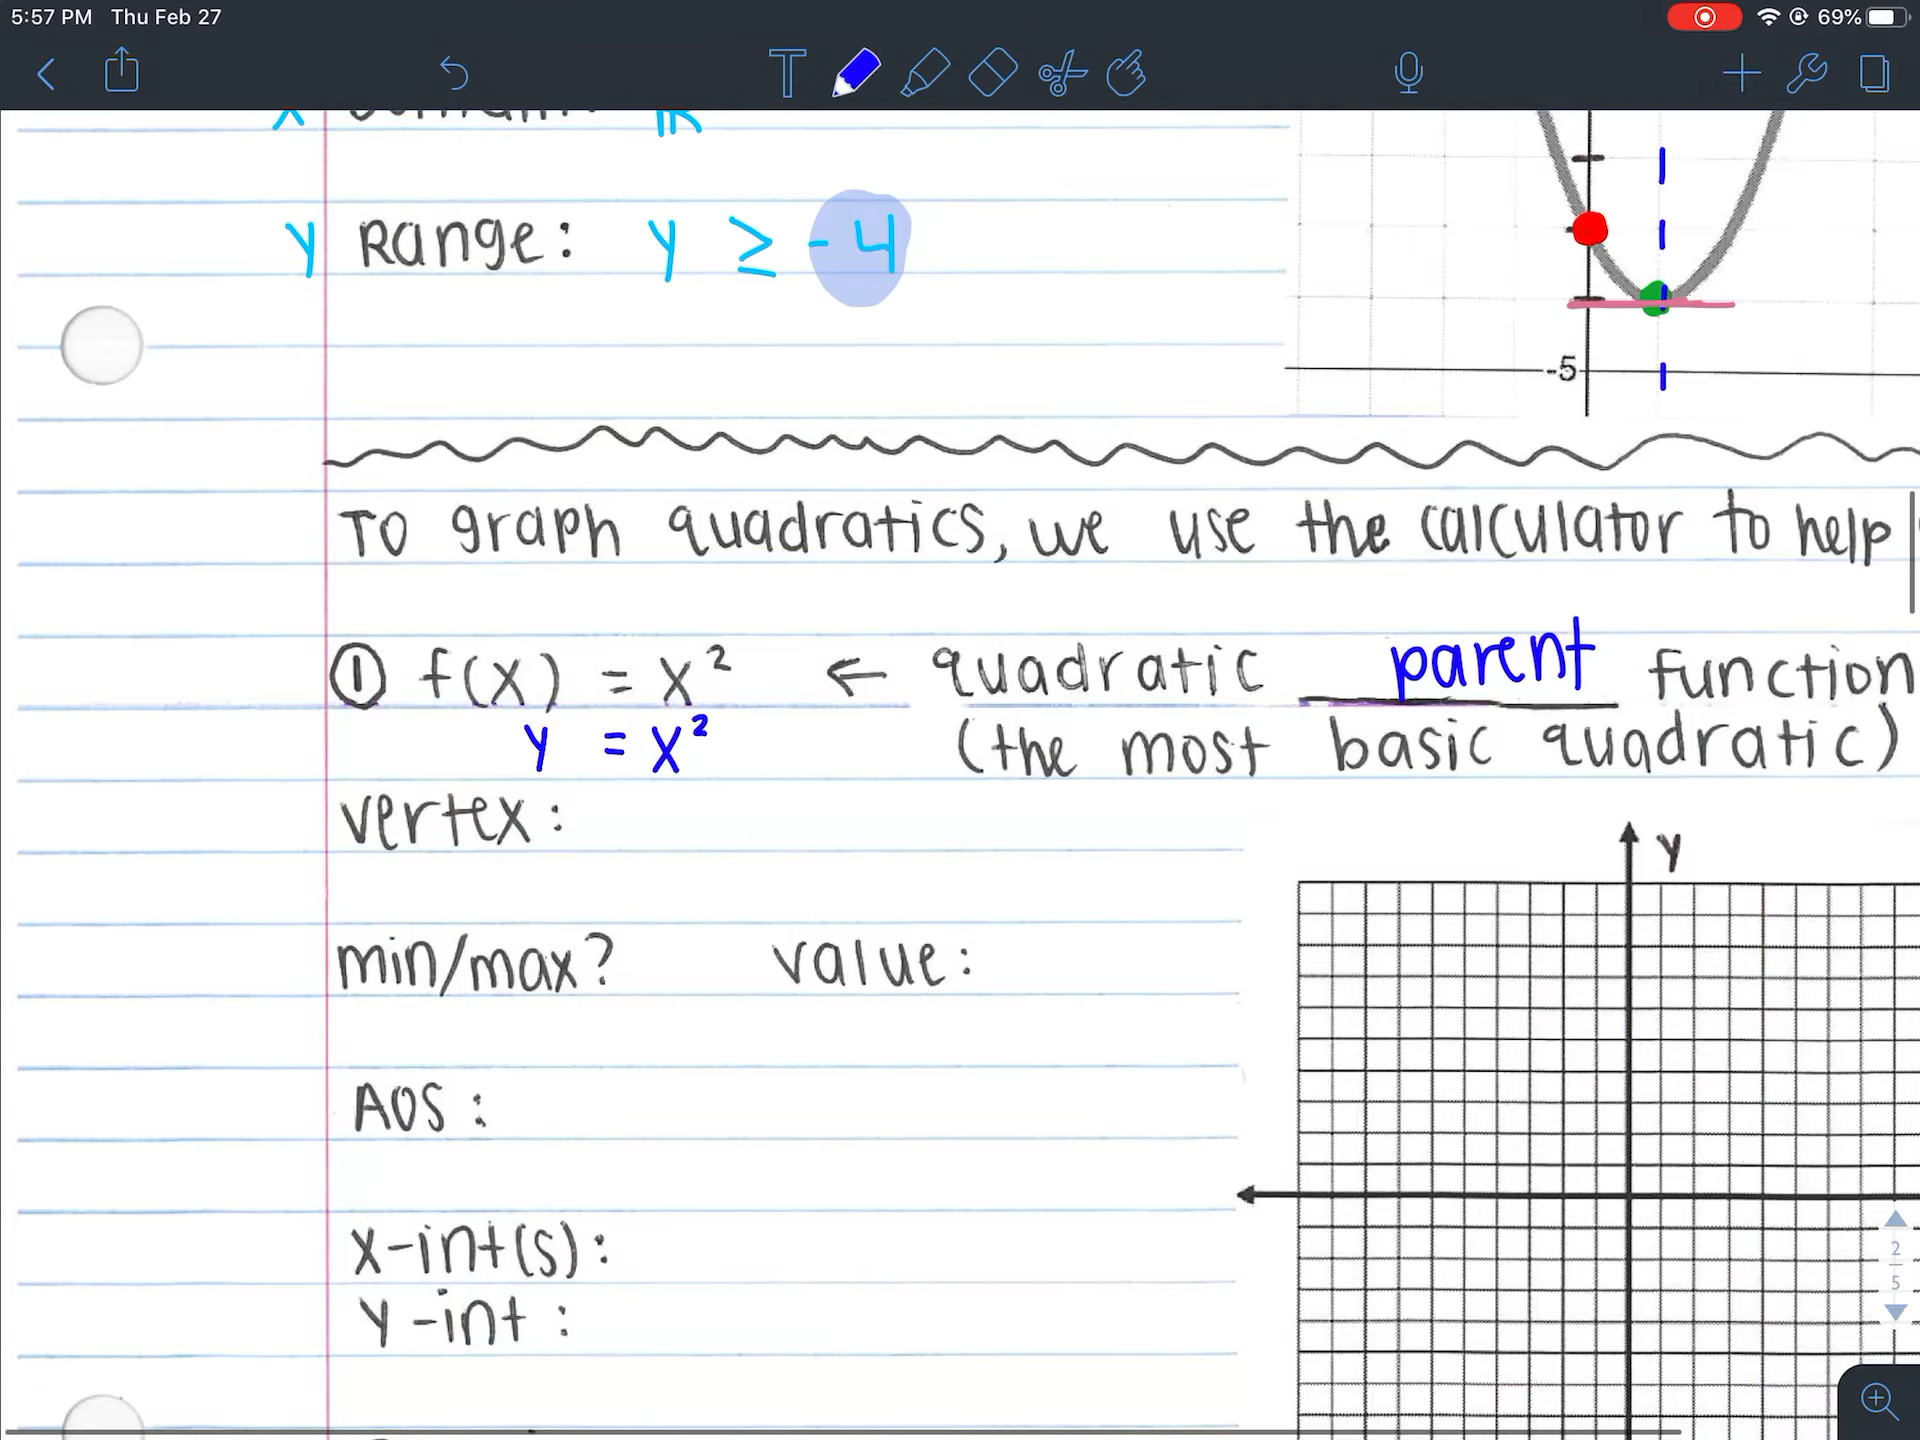 5:57 PM Thu Feb 27
69%
T
y Range: y ≥ -4
-5
To graph quadratics, we use the calculator to help
① f(x) = x² ← quadratic parent function
y = x² (the most basic quadratic)
vertex:
y
min/max? value:
AOS:
x-int(s):
2
5
y-int: